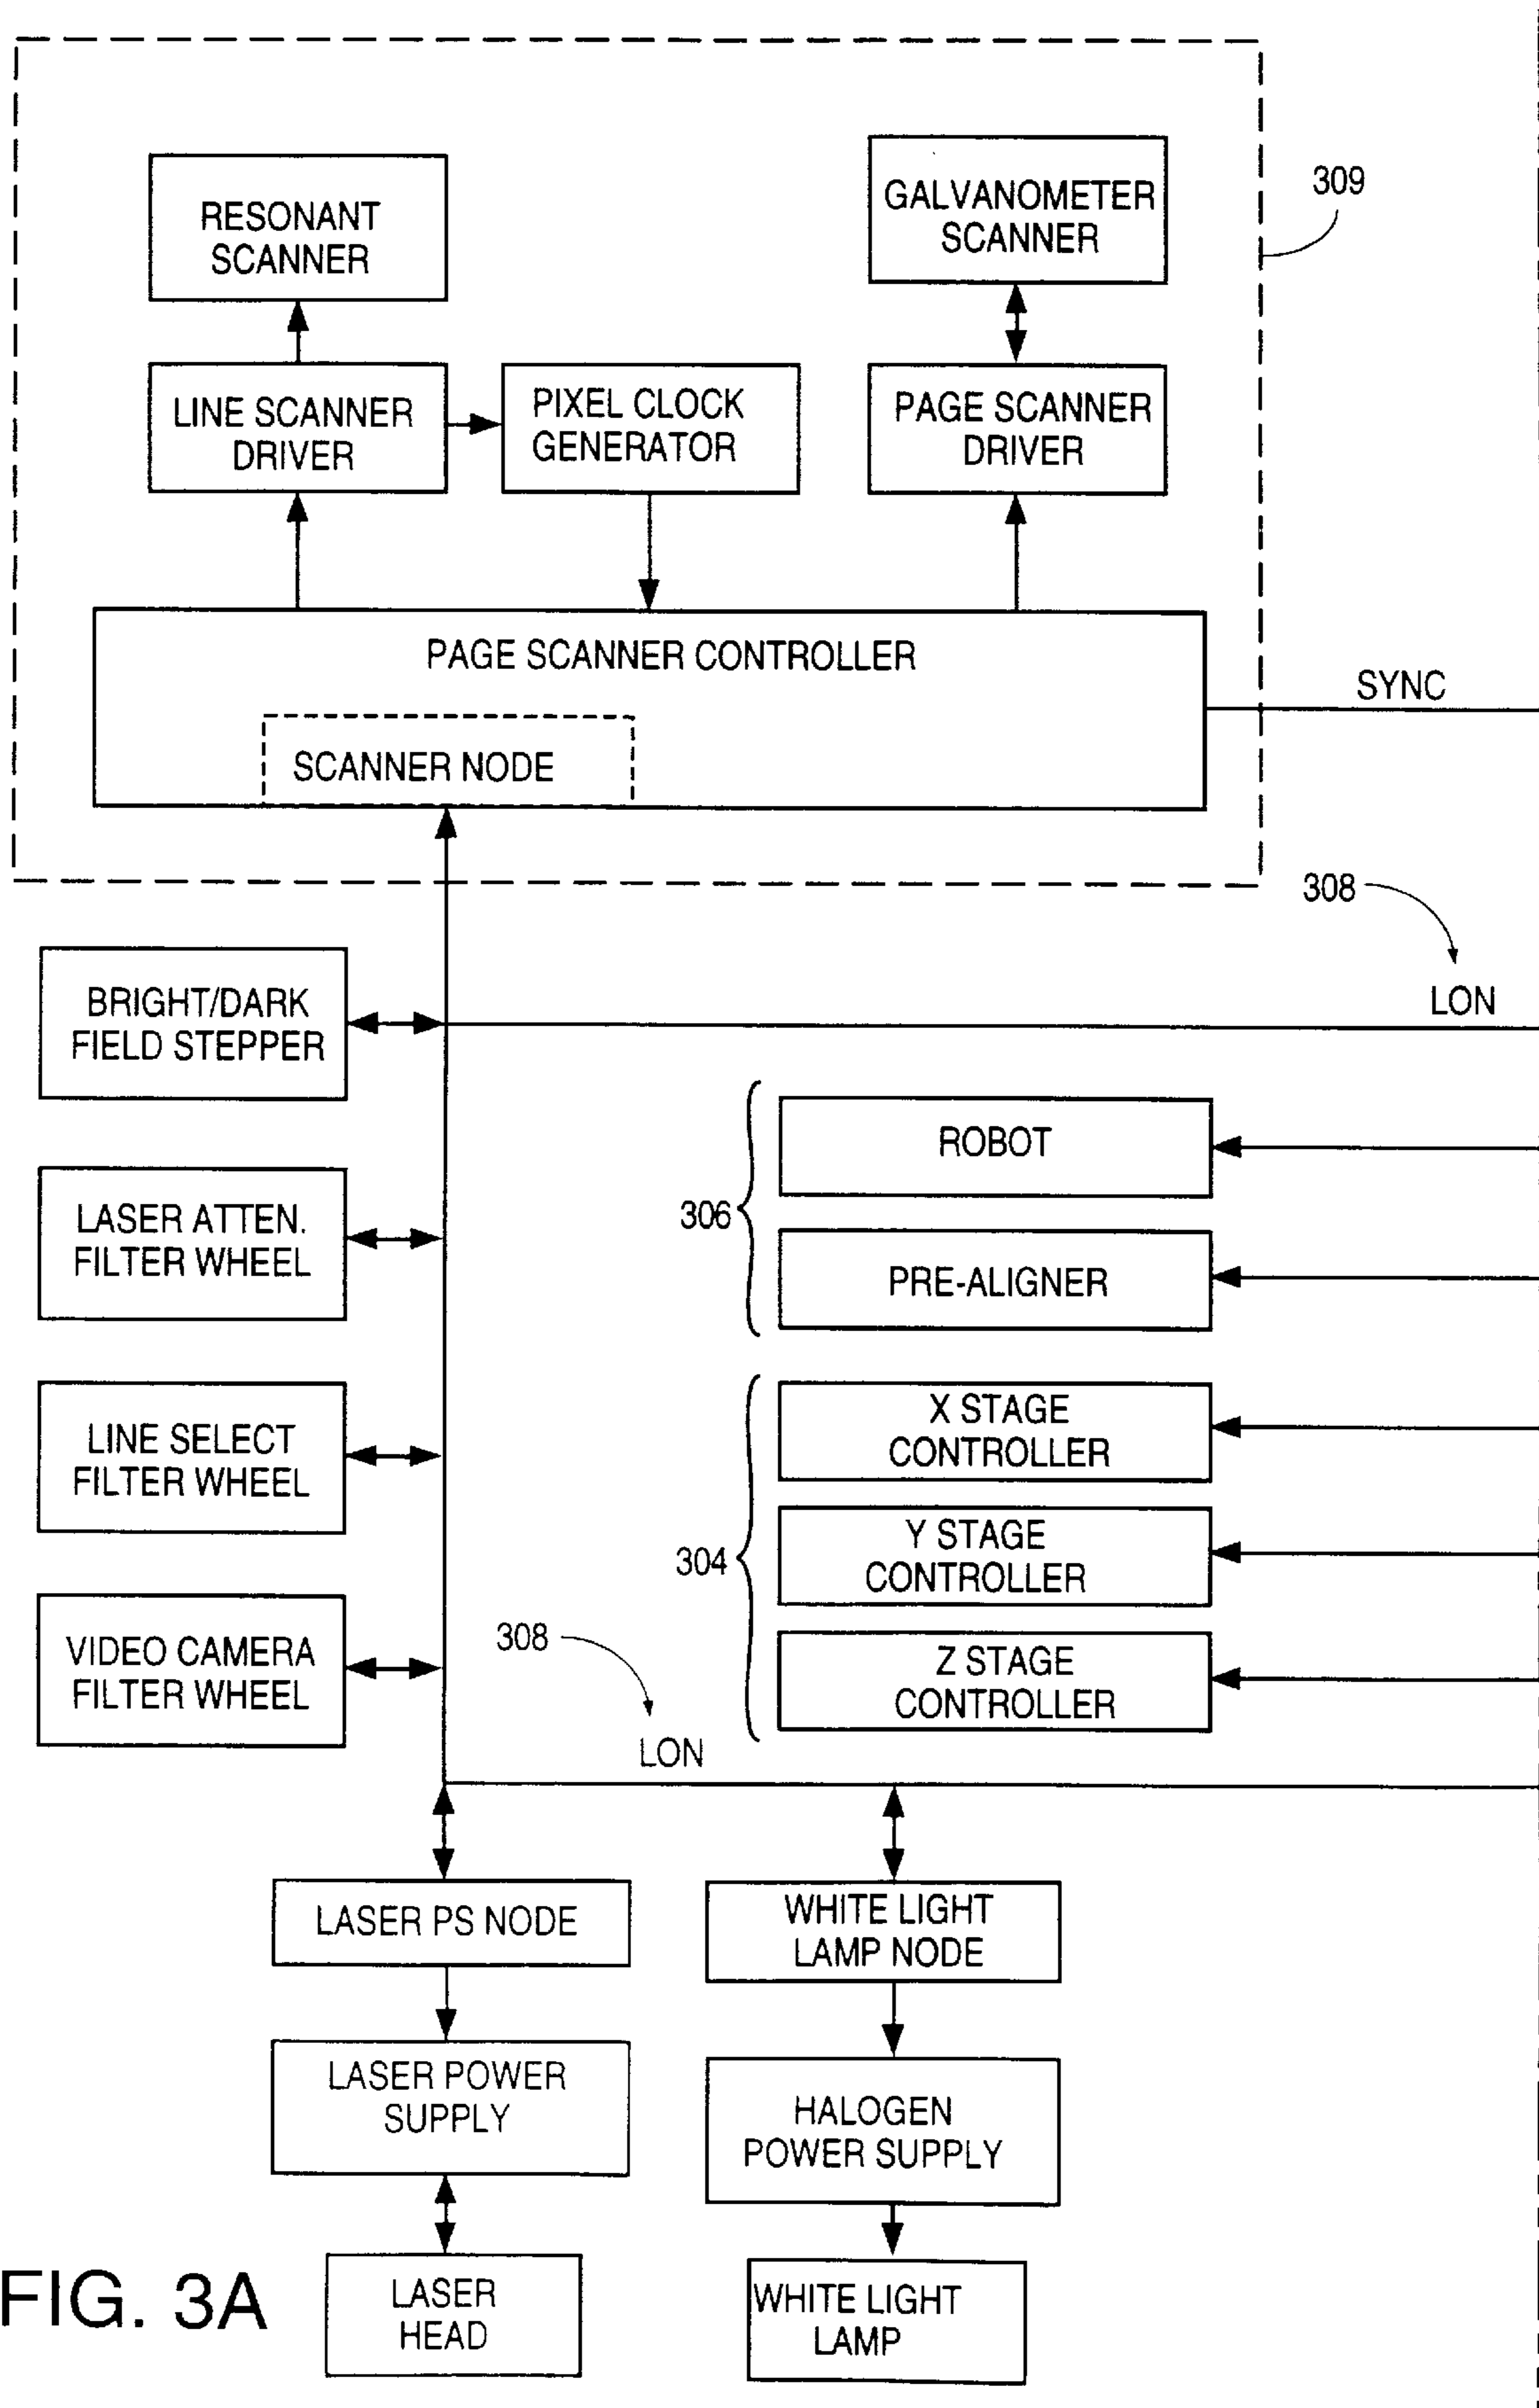 309
RESONANT
SCANNER
GALVANOMETER
SCANNER
LINE SCANNER
DRIVER
PIXEL CLOCK
GENERATOR
PAGE SCANNER
DRIVER
PAGE SCANNER CONTROLLER
SYNC
SCANNER NODE
308
LON
BRIGHT/DARK
FIELD STEPPER
ROBOT
306
LASER ATTEN.
FILTER WHEEL
PRE-ALIGNER
X STAGE
CONTROLLER
LINE SELECT
FILTER WHEEL
Y STAGE
CONTROLLER
304
308
VIDEO CAMERA
FILTER WHEEL
Z STAGE
CONTROLLER
LON
LASER PS NODE
WHITE LIGHT
LAMP NODE
LASER POWER
SUPPLY
HALOGEN
POWER SUPPLY
LASER
HEAD
WHITE LIGHT
LAMP
FIG. 3A